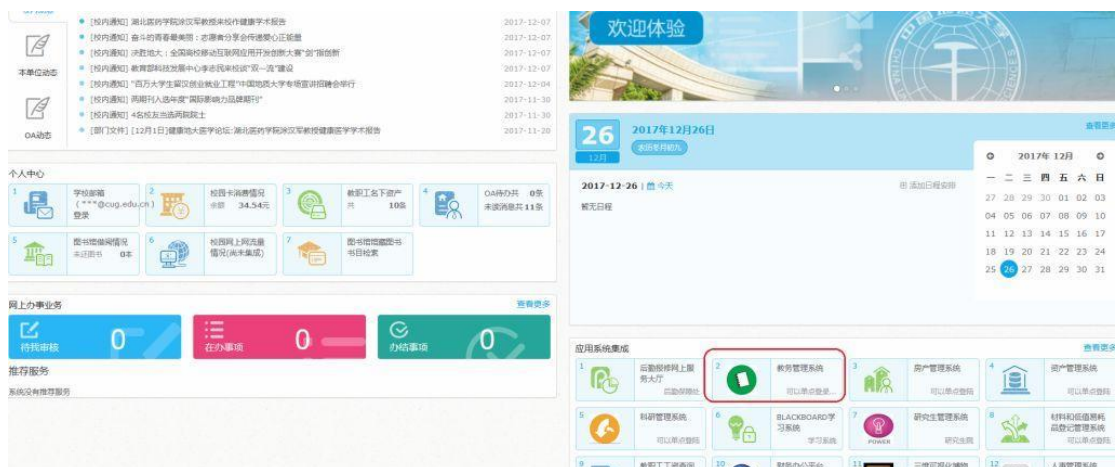 [校内通知] 湖北医药学院涂汉军教授来校作健康学术报告 2017-12-07
[校内通知] 奋斗的青春最美丽：志愿者分享会传递爱心正能量 2017-12-07
[校内通知] 决胜地大：全国高校移动互联网应用开发创新大赛"剑"指创新 2017-12-07
[校内通知] 教育部科技发展中心李志民来校谈"双一流"建设 2017-12-07
[校内通知] "百万大学生留汉创业就业工程"中国地质大学专场宣讲招聘会举行 2017-12-04
[校内通知] 两期刊入选年度"国际影响力品牌期刊" 2017-11-30
[校内通知] 4名校友当选两院院士 2017-11-30
[部门文件] [12月1日]健康地大医学论坛:湖北医药学院涂汉军教授健康医学学术报告 2017-11-20
本单位动态
OA动态
个人中心
1 学校邮箱
(***@cug.edu.cn)
登录
2 校园卡消费情况
余额 34.54元
3 教职工名下资产
共 10条
4 OA待办共 0条
未读消息共11条
5 图书馆借阅情况
未还图书 0本
6 校园网上网流量
情况(尚未集成)
7 图书馆馆藏图书
书目检索
网上办事业务 查看更多
待我审核 0
在办事项 0
办结事项 0
推荐服务
系统没有推荐服务
欢迎体验
26 2017年12月26日 查看更多
12月 农历冬月初九
2017-12-26 | 今天 添加日程安排
暂无日程
2017年 12月
一 二 三 四 五 六 日
27 28 29 30 01 02 03
04 05 06 07 08 09 10
11 12 13 14 15 16 17
18 19 20 21 22 23 24
25 26 27 28 29 30 31
应用系统集成 查看更多
1 后勤报修网上服
务大厅
后勤保障处
2 教务管理系统
可以单点登录...
3 房产管理系统
可以单点登陆
4 资产管理系统
可以单点登陆
5 科研管理系统
可以单点登陆
6 BLACKBOARD学
习系统
学习系统
7 研究生管理系统
POWER
研究生院
8 材料和低值易耗
品登记管理系统
可以单点登陆
9
10
11
12